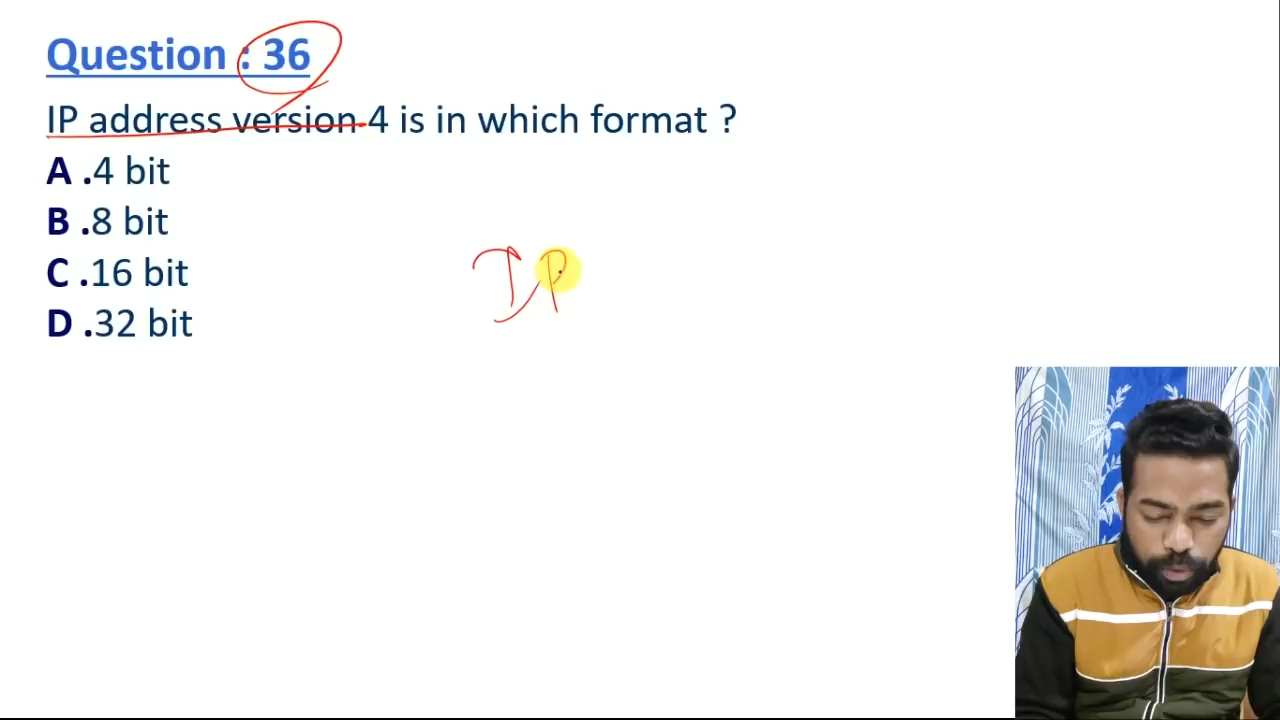 Question : 36
IP address version 4 is in which format ?
A .4 bit
B .8 bit
C .16 bit
D .32 bit
IP